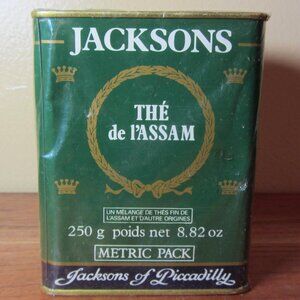 JACKSONS
THÉ
de l'ASSAM
UN MÉLANGE DE THÉS FIN DE
L'ASSAM ET D'AUTRE ORIGINES
250 g poids net 8.82 oz
METRIC PACK
Jacksons of Piccadilly